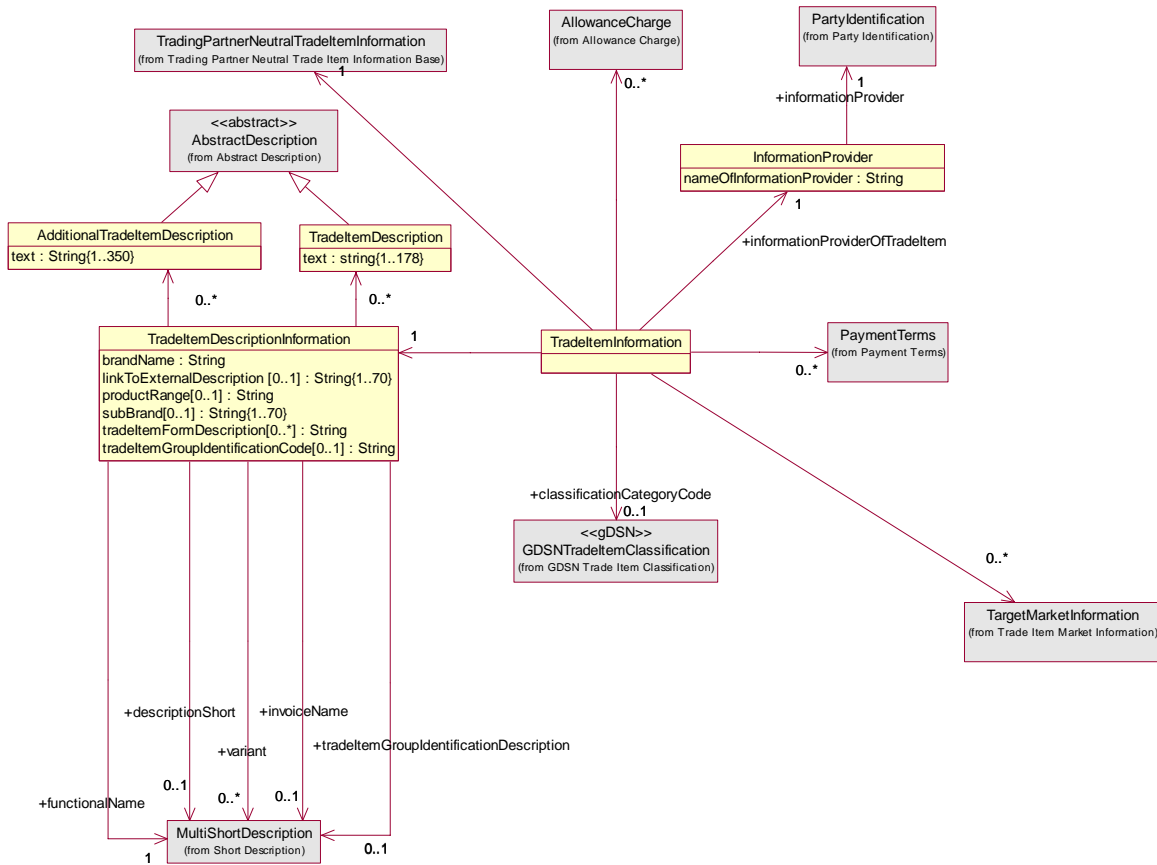 AllowanceCharge
(from Allowance Charge)
0..*
PartyIdentification
(from Party Identification)
1
+informationProvider
TradingPartnerNeutralTradeItemInformation
(from Trading Partner Neutral Trade Item Information Base)
1
<<abstract>>
AbstractDescription
(from Abstract Description)
InformationProvider
nameOfInformationProvider : String
1
+informationProviderOfTradeItem
AdditionalTradeItemDescription
text : String{1..350}
0..*
TradeItemDescription
text : string{1..178}
0..*
TradeItemDescriptionInformation
brandName : String
linkToExternalDescription [0..1] : String{1..70}
productRange[0..1] : String
subBrand[0..1] : String{1..70}
tradeItemFormDescription[0..*] : String
tradeItemGroupIdentificationCode[0..1] : String
1
TradeItemInformation
PaymentTerms
(from Payment Terms)
0..*
+classificationCategoryCode
0..1
<<gDSN>>
GDSNTradeItemClassification
(from GDSN Trade Item Classification)
0..*
TargetMarketInformation
(from Trade Item Market Information)
+descriptionShort
+invoiceName
+variant
+tradeItemGroupIdentificationDescription
0..1
0..*
0..1
+functionalName
MultiShortDescription
(from Short Description)
1
0..1